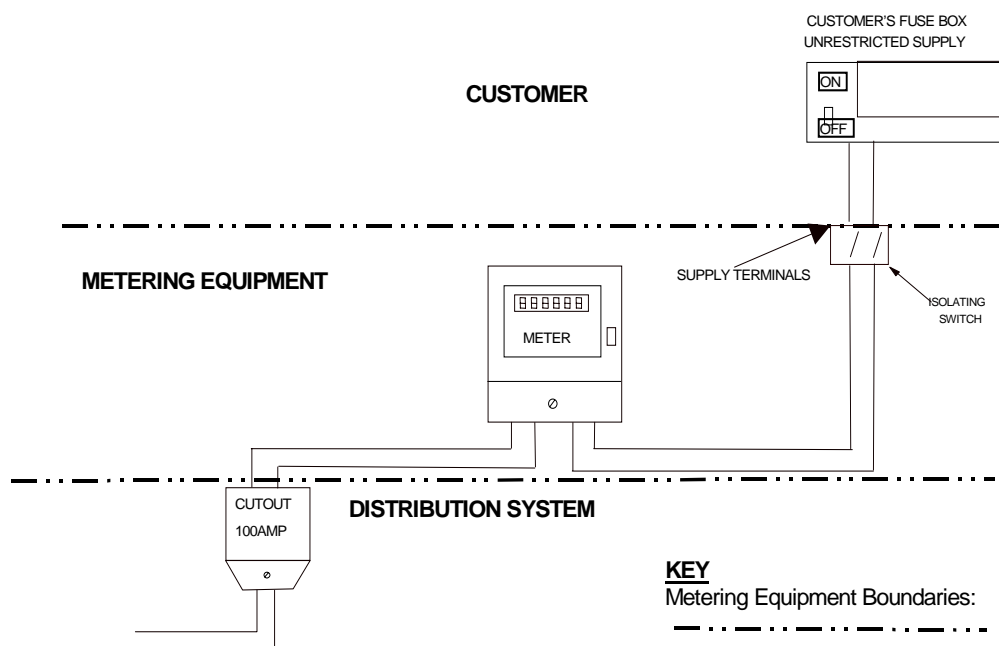 CUSTOMER'S FUSE BOX
UNRESTRICTED SUPPLY
ON
OFF
CUSTOMER
METERING EQUIPMENT
SUPPLY TERMINALS
ISOLATING
SWITCH
METER
CUTOUT
100AMP
DISTRIBUTION SYSTEM
KEY
Metering Equipment Boundaries: